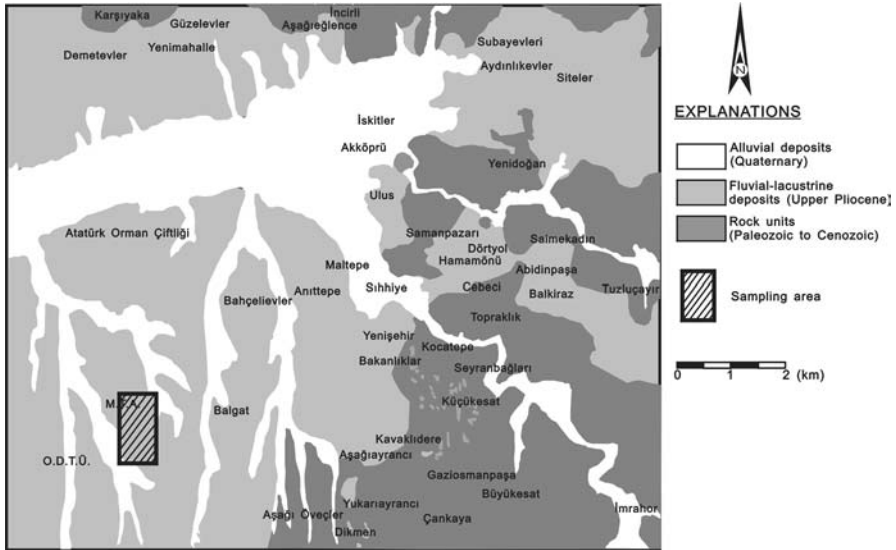 Karşıyaka
Güzelevler
İncirli
Aşağıeğlence
Demetevler
Yenimahalle
Subayevleri
Aydınlıkevler
Siteler
İskitler
Akköprü
Yenidoğan
Ulus
Atatürk Orman Çiftliği
Samanpazarı
Dörtyol
Hamamönü
Saimekadın
Maltepe
Abidinpaşa
Bahçelievler
Anıttepe
Sıhhiye
Cebeci
Balkiraz
Tuzluçayır
Topraklık
Yenişehir
Kocatepe
Bakanlıklar
Seyranbağları
Küçükesat
Balgat
Kavaklıdere
Aşağıayrancı
O.D.T.Ü.
Gaziosmanpaşa
Büyükesat
Yukarıayrancı
Aşağı Öveçler
Çankaya
İmrahor
Dikmen
N
EXPLANATIONS
Alluvial deposits
(Quaternary)
Fluvial-lacustrine
deposits (Upper Pliocene)
Rock units
(Paleozoic to Cenozoic)
Sampling area
0 1 2 (km)